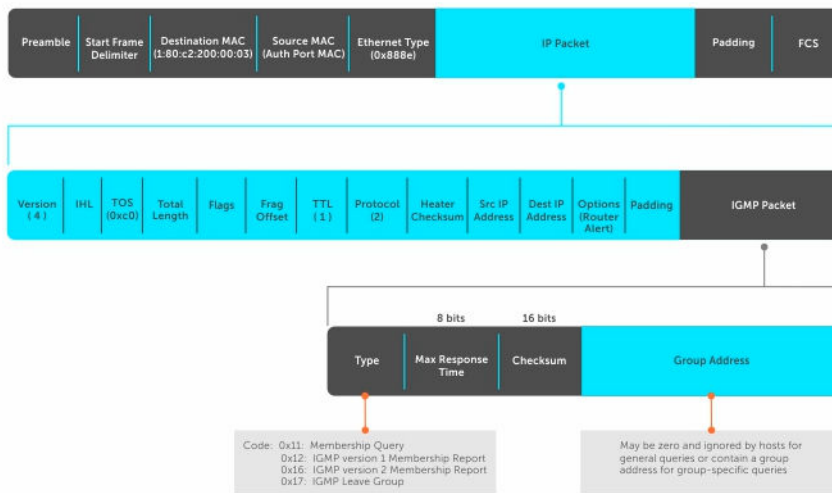 Preamble
Start Frame
Delimiter
Destination MAC
(1:80:c2:200:00:03)
Source MAC
(Auth Port MAC)
Ethernet Type
(0x888e)
IP Packet
Padding
FCS
Version
( 4 )
IHL
TOS
(0xc0)
Total
Length
Flags
Frag
Offset
TTL
( 1 )
Protocol
(2)
Heater
Checksum
Src IP
Address
Dest IP
Address
Options
(Router
Alert)
Padding
IGMP Packet
8 bits
16 bits
Type
Max Response
Time
Checksum
Group Address
Code: 0x11: Membership Query
0x12: IGMP version 1 Membership Report
0x16: IGMP version 2 Membership Report
0x17: IGMP Leave Group
May be zero and ignored by hosts for
general queries or contain a group
address for group-specific queries